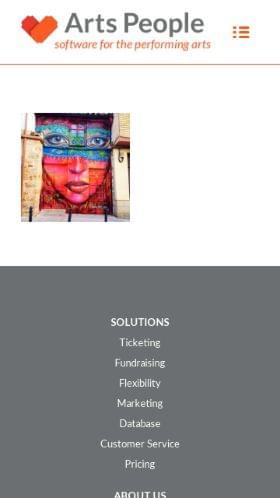 Arts People
software for the performing arts
SOLUTIONS
Ticketing
Fundraising
Flexibility
Marketing
Database
Customer Service
Pricing
ABOUT US